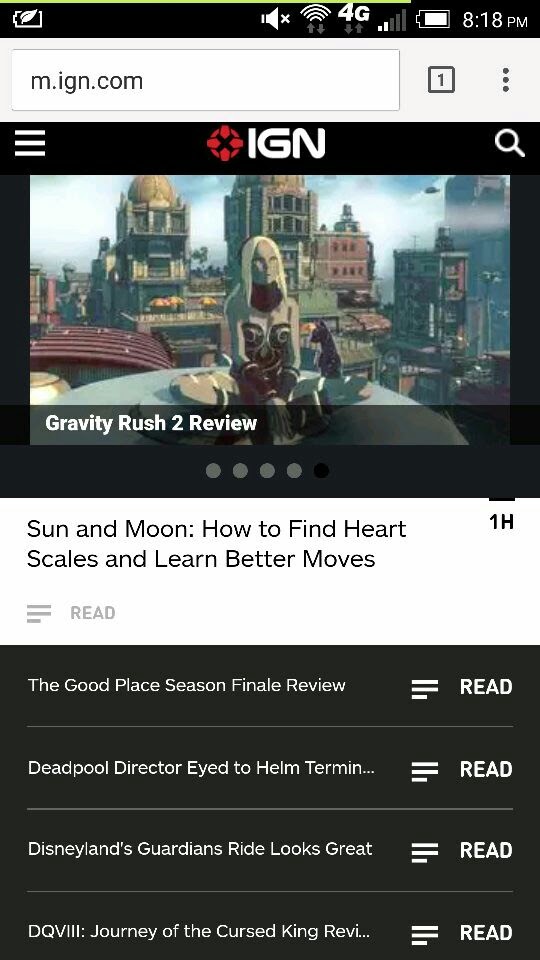 4G 8:18 PM
m.ign.com
1
IGN
Gravity Rush 2 Review
Sun and Moon: How to Find Heart
Scales and Learn Better Moves
1H
READ
The Good Place Season Finale Review READ
Deadpool Director Eyed to Helm Termin... READ
Disneyland's Guardians Ride Looks Great READ
DQVIII: Journey of the Cursed King Revi... READ